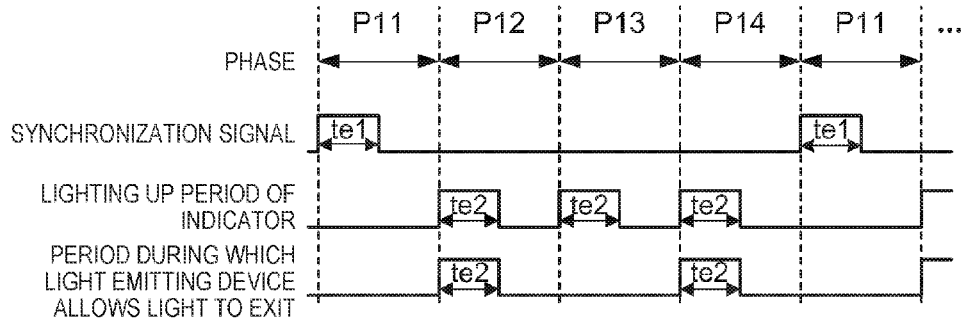 P11 P12 P13 P14 P11 ...
PHASE
SYNCHRONIZATION SIGNAL te1 te1
LIGHTING UP PERIOD OF
INDICATOR te2 te2 te2
PERIOD DURING WHICH
LIGHT EMITTING DEVICE te2 te2
ALLOWS LIGHT TO EXIT